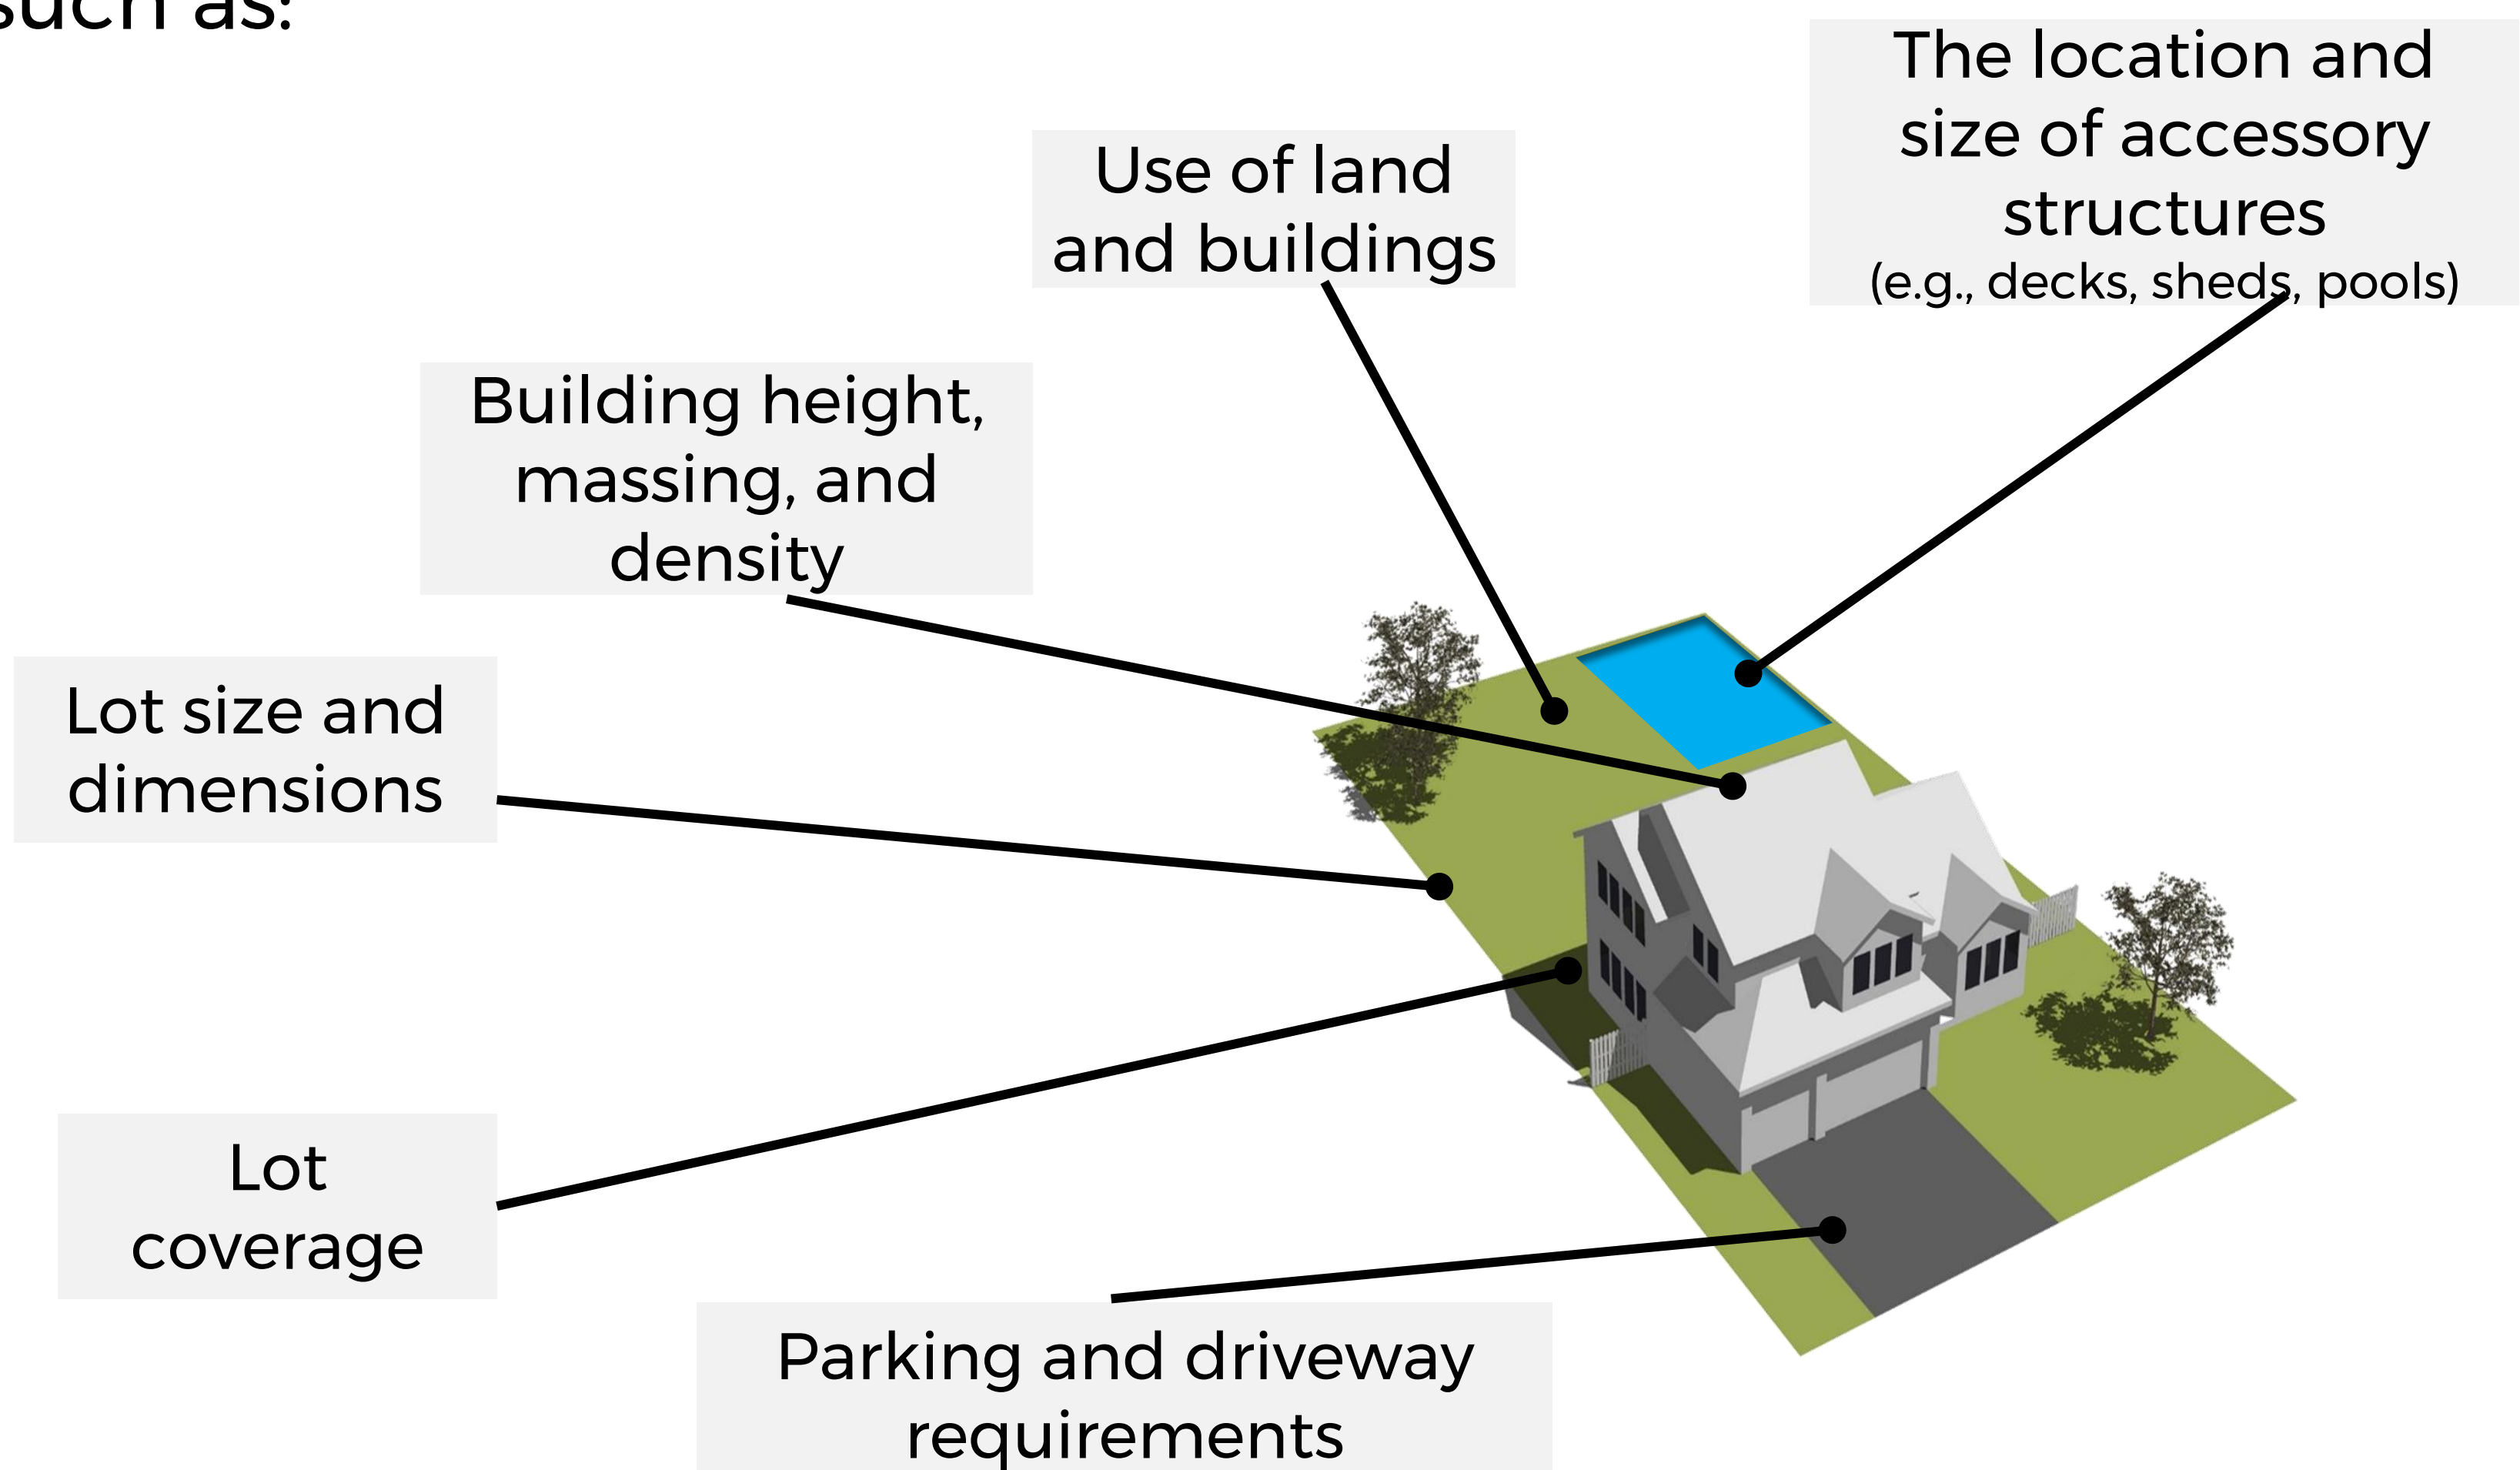 such as:
The location and
size of accessory
structures
(e.g., decks, sheds, pools)
Use of land
and buildings
Building height,
massing, and
density
Lot size and
dimensions
Lot
coverage
Parking and driveway
requirements